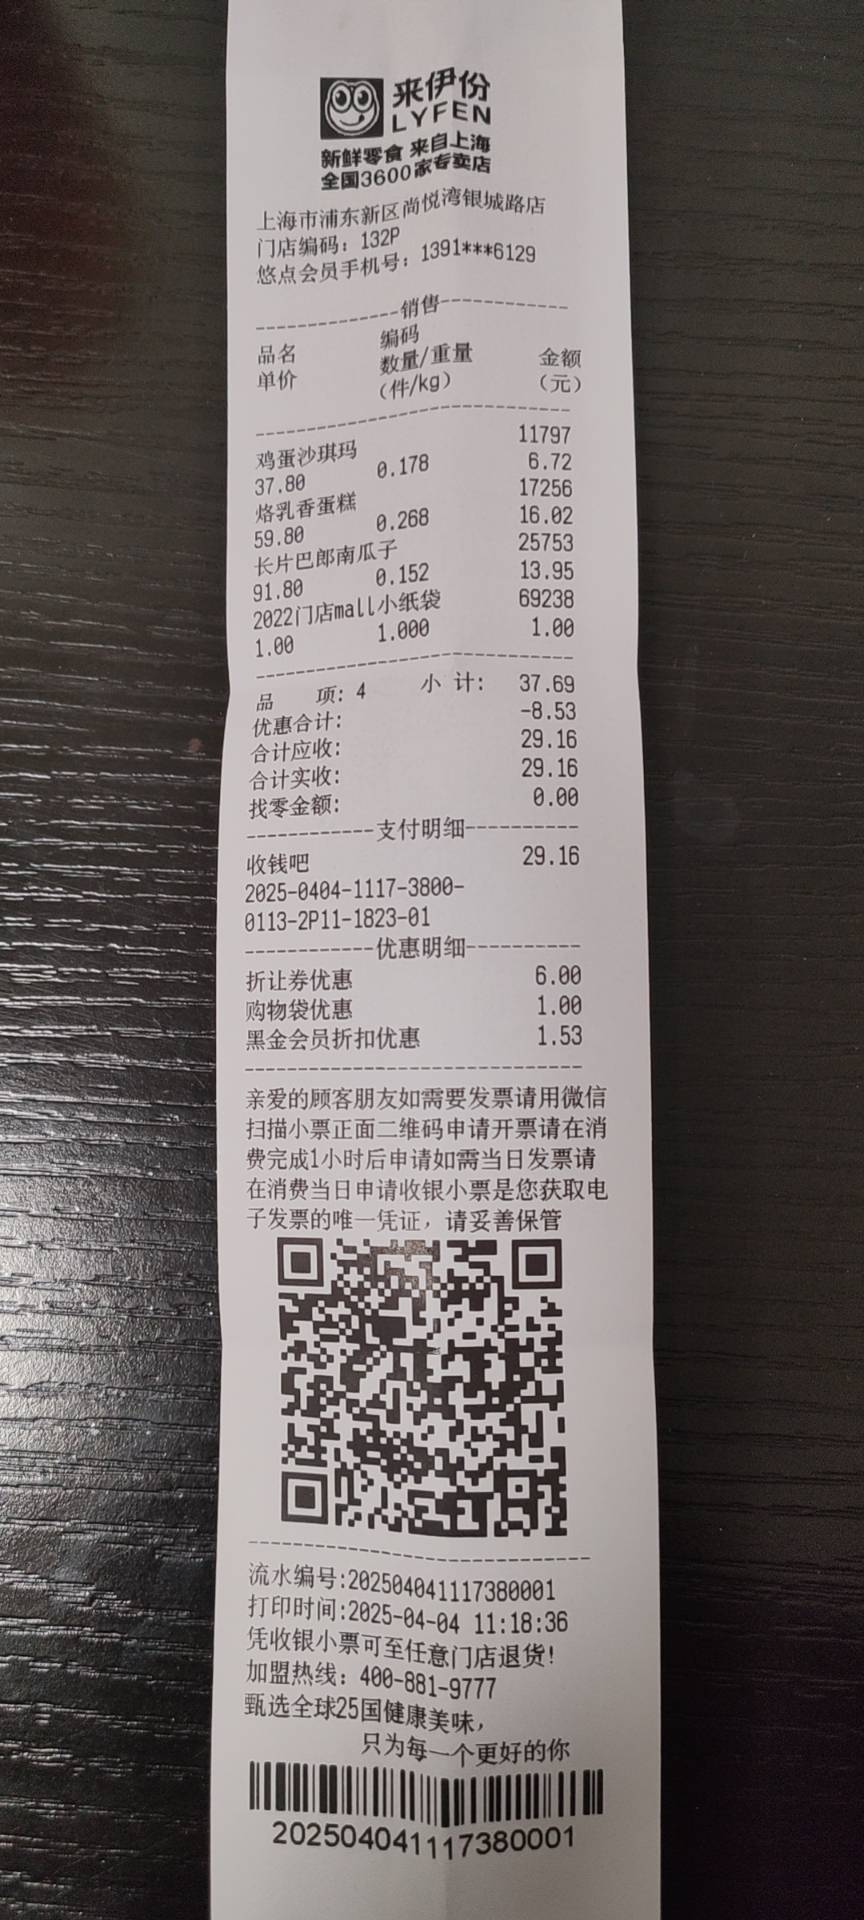 来伊份
LYFEN
新鲜零食 来自上海
全国3600家专卖店
上海市浦东新区尚悦湾银城路店
门店编码：132P
悠点会员手机号：1391***6129
-------------销售-------------
品名 编码
单价 数量/重量 金额
(件/kg) (元)
鸡蛋沙琪玛 11797
37.80 0.178 6.72
烙乳香蛋糕 17256
59.80 0.268 16.02
长片巴郎南瓜子 25753
91.80 0.152 13.95
2022门店mall小纸袋 69238
1.00 1.000 1.00
品 项: 4 小 计: 37.69
优惠合计: -8.53
合计应收: 29.16
合计实收: 29.16
找零金额: 0.00
------------支付明细-----------
收钱吧 29.16
2025-0404-1117-3800-
0113-2P11-1823-01
------------优惠明细-----------
折让券优惠 6.00
购物袋优惠 1.00
黑金会员折扣优惠 1.53
亲爱的顾客朋友如需要发票请用微信
扫描小票正面二维码申请开票请在消
费完成1小时后申请如需当日发票请
在消费当日申请收银小票是您获取电
子发票的唯一凭证，请妥善保管
流水编号:202504041117380001
打印时间:2025-04-04 11:18:36
凭收银小票可至任意门店退货!
加盟热线：400-881-9777
甄选全球25国健康美味，
只为每一个更好的你
202504041117380001